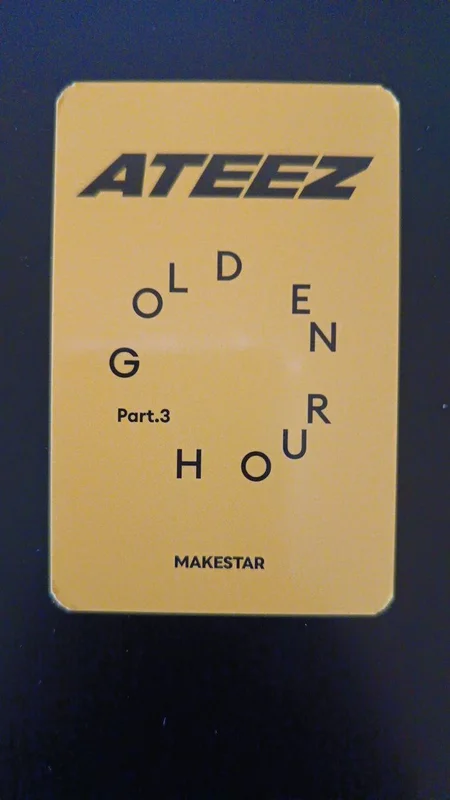 ATEEZ
GOLDEN
HOUR
Part.3
MAKESTAR